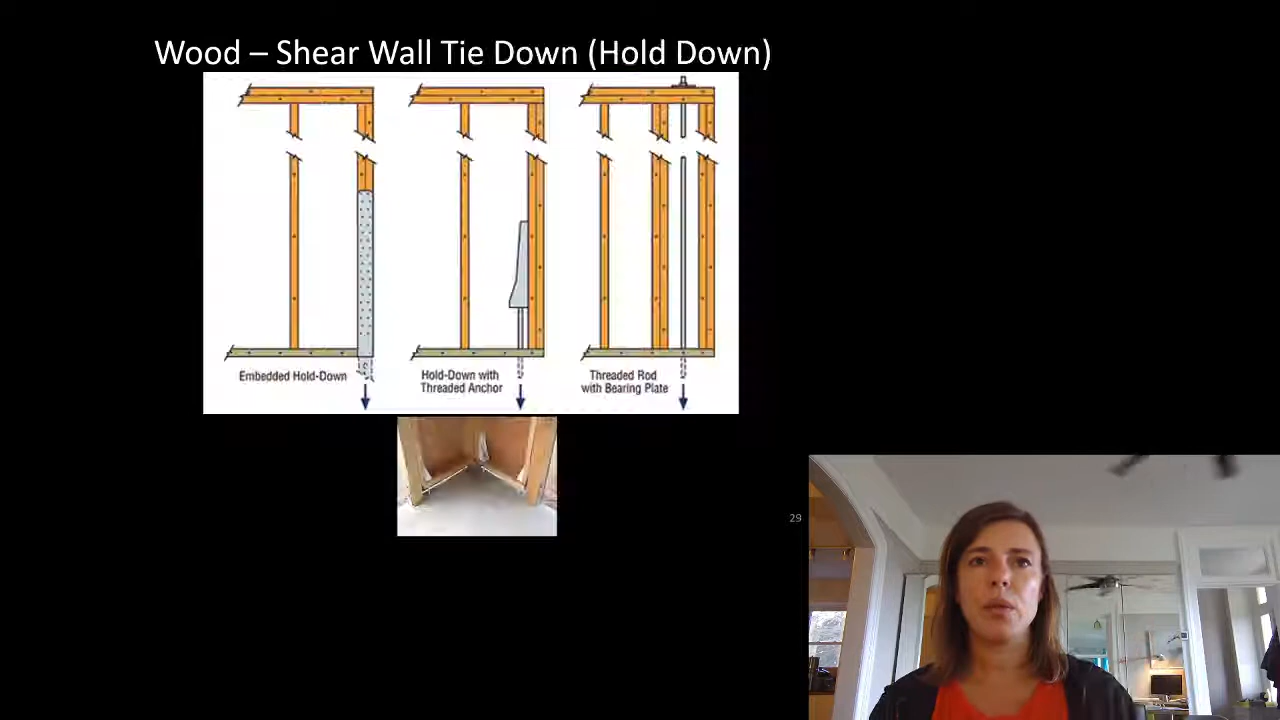 Wood – Shear Wall Tie Down (Hold Down)
Embedded Hold-Down
Hold-Down with
Threaded Anchor
Threaded Rod
with Bearing Plate
29